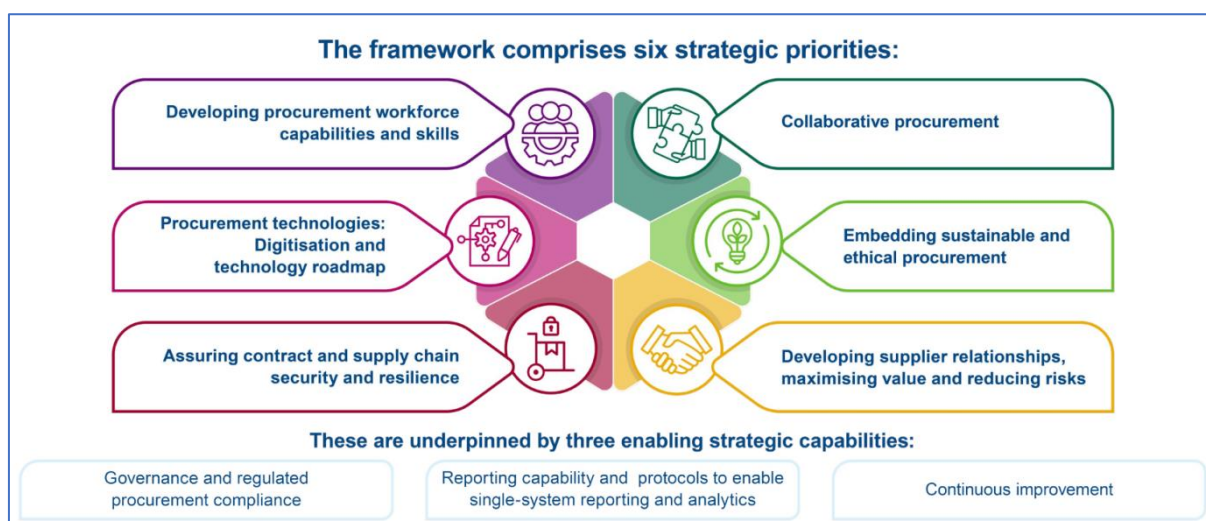 The framework comprises six strategic priorities:
Developing procurement workforce
capabilities and skills
Collaborative procurement
Procurement technologies:
Digitisation and
technology roadmap
Embedding sustainable and
ethical procurement
Assuring contract and supply chain
security and resilience
Developing supplier relationships,
maximising value and reducing risks
These are underpinned by three enabling strategic capabilities:
Governance and regulated
procurement compliance
Reporting capability and protocols to enable
single-system reporting and analytics
Continuous improvement